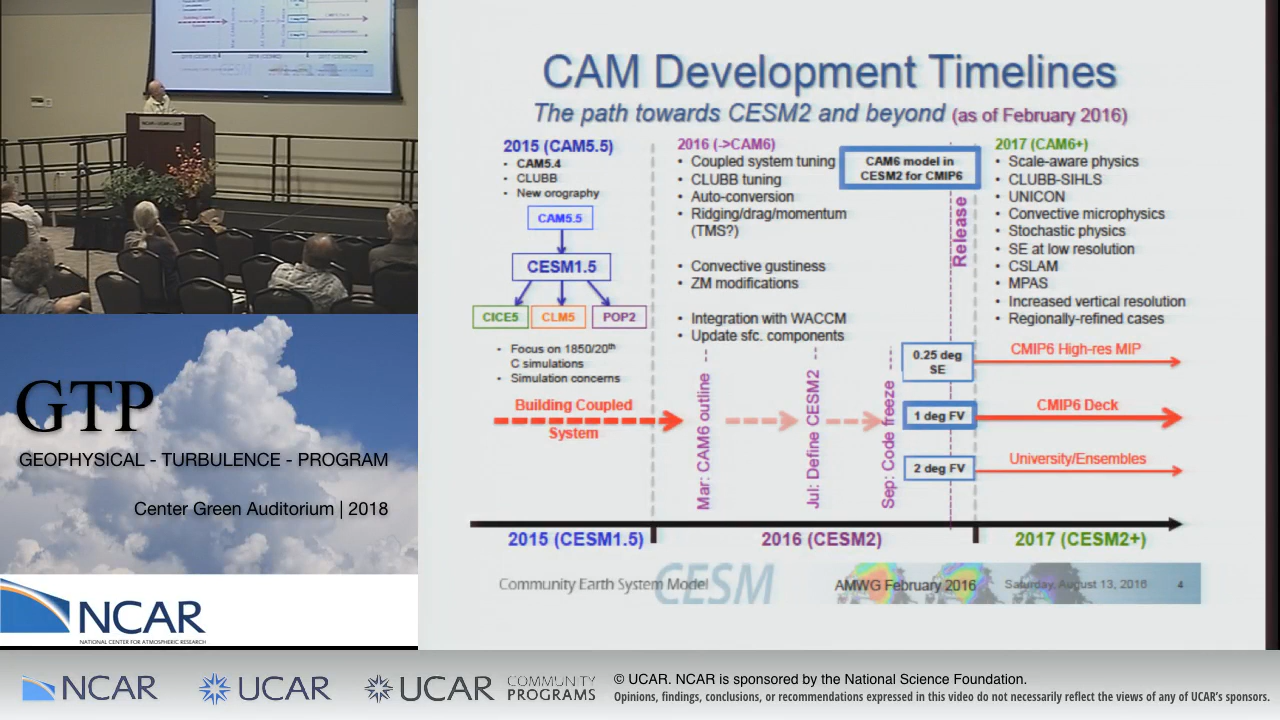 CAM Development Timelines
The path towards CESM2 and beyond (as of February 2016)
2015 (CAM5.5)
• CAM5.4
• CLUBB
• New orography
CAM5.5
CESM1.5
CICE5
CLM5
POP2
• Focus on 1850/20th
C simulations
• Simulation concerns
Building Coupled
System
2016 (->CAM6)
• Coupled system tuning
• CLUBB tuning
• Auto-conversion
• Ridging/drag/momentum
(TMS?)
• Convective gustiness
• ZM modifications
• Integration with WACCM
• Update sfc. components
Mar: CAM6 outline
Jul: Define CESM2
Sep: Code freeze
CAM6 model in
CESM2 for CMIP6
Release
0.25 deg
SE
1 deg FV
2 deg FV
2017 (CAM6+)
• Scale-aware physics
• CLUBB-SIHLS
• UNICON
• Convective microphysics
• Stochastic physics
• SE at low resolution
• CSLAM
• MPAS
• Increased vertical resolution
• Regionally-refined cases
CMIP6 High-res MIP
CMIP6 Deck
University/Ensembles
2015 (CESM1.5)
2016 (CESM2)
2017 (CESM2+)
Community Earth System Model
CESM
AMWG February 2016
Saturday, August 13, 2016
4
GTP
GEOPHYSICAL - TURBULENCE - PROGRAM
Center Green Auditorium | 2018
NCAR
NATIONAL CENTER FOR ATMOSPHERIC RESEARCH
NCAR
UCAR
UCAR
COMMUNITY
PROGRAMS
© UCAR. NCAR is sponsored by the National Science Foundation.
Opinions, findings, conclusions, or recommendations expressed in this video do not necessarily reflect the views of any of UCAR's sponsors.